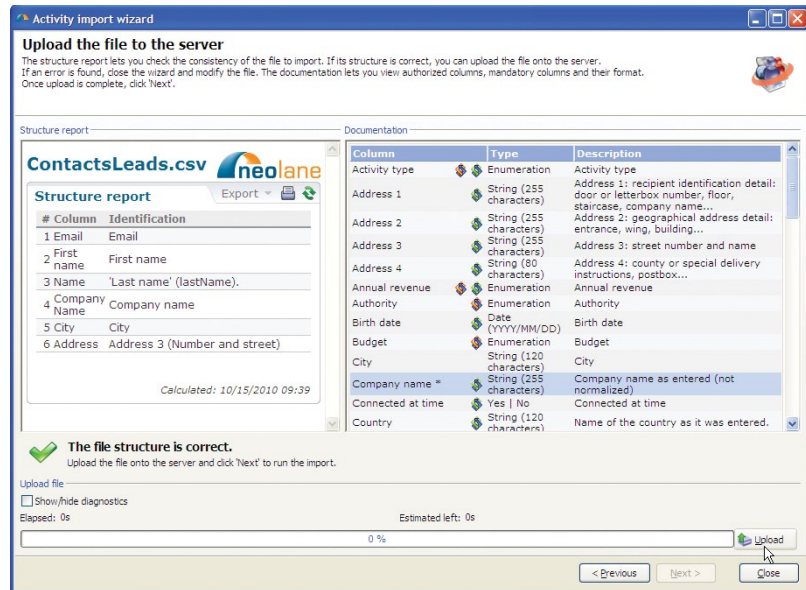 Activity import wizard
Upload the file to the server
The structure report lets you check the consistency of the file to import. If its structure is correct, you can upload the file onto the server.
If an error is found, close the wizard and modify the file. The documentation lets you view authorized columns, mandatory columns and their format.
Once upload is complete, click 'Next'.
Structure report
ContactsLeads.csv neolane
Structure report Export
# Column Identification
1 Email Email
2 First name First name
3 Name 'Last name' (lastName).
4 Company Name Company name
5 City City
6 Address Address 3 (Number and street)
Calculated: 10/15/2010 09:39
Documentation
Column Type Description
Activity type Enumeration Activity type
Address 1 String (255 characters) Address 1: recipient identification detail: door or letterbox number, floor, staircase, company name...
Address 2 String (255 characters) Address 2: geographical address detail: entrance, wing, building...
Address 3 String (255 characters) Address 3: street number and name
Address 4 String (80 characters) Address 4: county or special delivery instructions, postbox...
Annual revenue Enumeration Annual revenue
Authority Enumeration Authority
Birth date Date (YYYY/MM/DD) Birth date
Budget Enumeration Budget
City String (120 characters) City
Company name * String (255 characters) Company name as entered (not normalized)
Connected at time Yes | No Connected at time
Country String (120 characters) Name of the country as it was entered.
The file structure is correct.
Upload the file onto the server and click 'Next' to run the import.
Upload file
Show/hide diagnostics
Elapsed: 0s Estimated left: 0s
0 % Upload
< Previous Next > Close